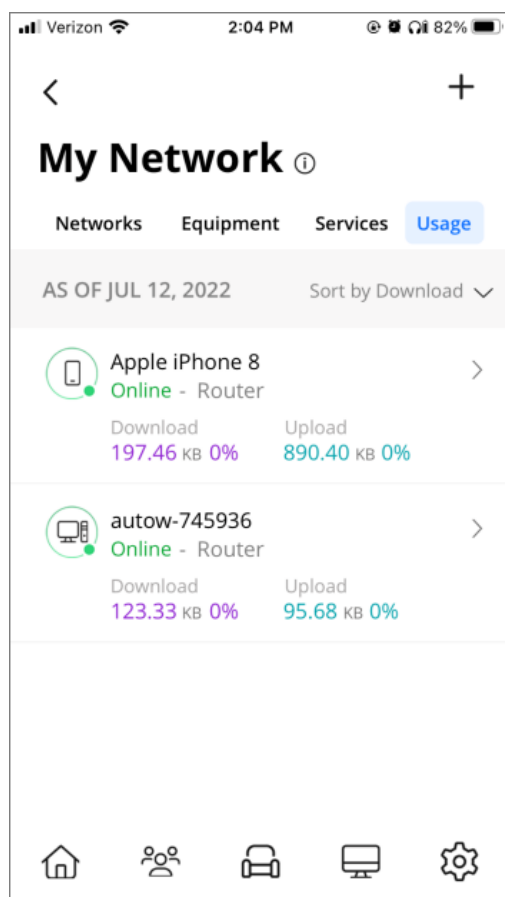 Verizon 2:04 PM 82%
My Network
Networks Equipment Services Usage
AS OF JUL 12, 2022 Sort by Download
Apple iPhone 8
Online - Router
Download Upload
197.46 KB 0% 890.40 KB 0%
autow-745936
Online - Router
Download Upload
123.33 KB 0% 95.68 KB 0%